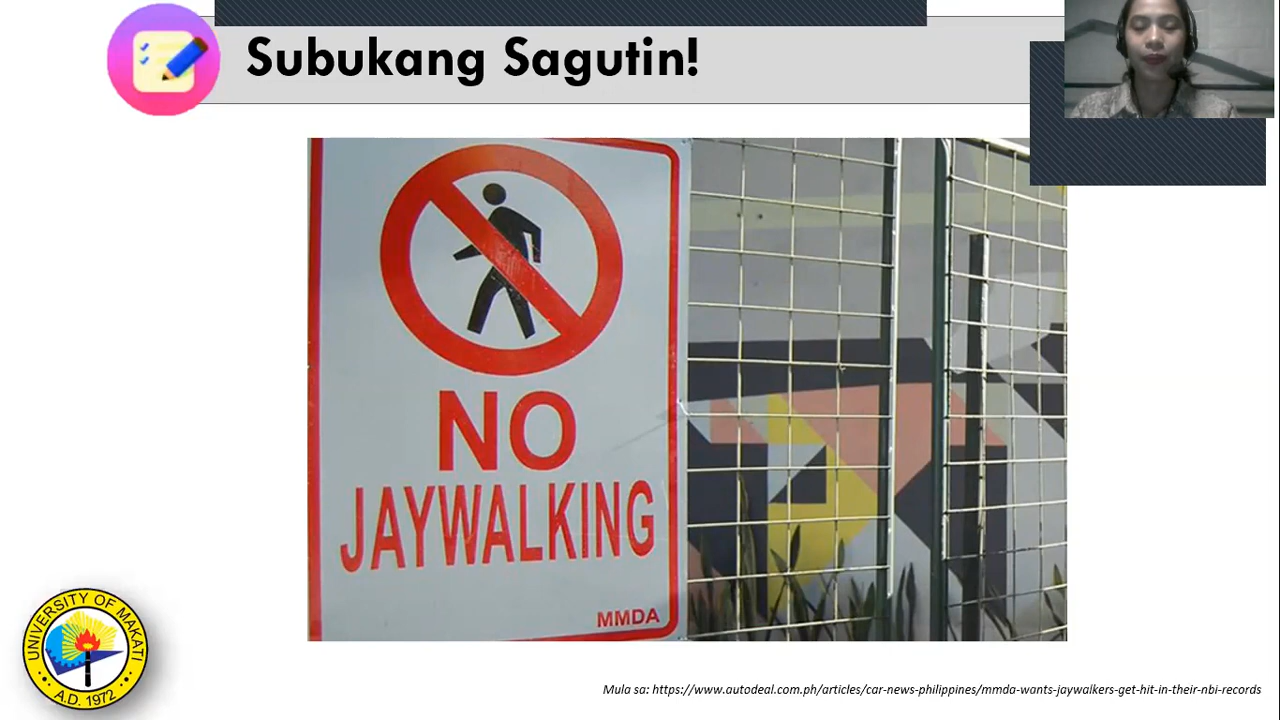 Subukang Sagutin!
NO
JAYWALKING
MMDA
UNIVERSITY OF MAKATI
A.D. 1972
Mula sa: https://www.autodeal.com.ph/articles/car-news-philippines/mmda-wants-jaywalkers-get-hit-in-their-nbi-records